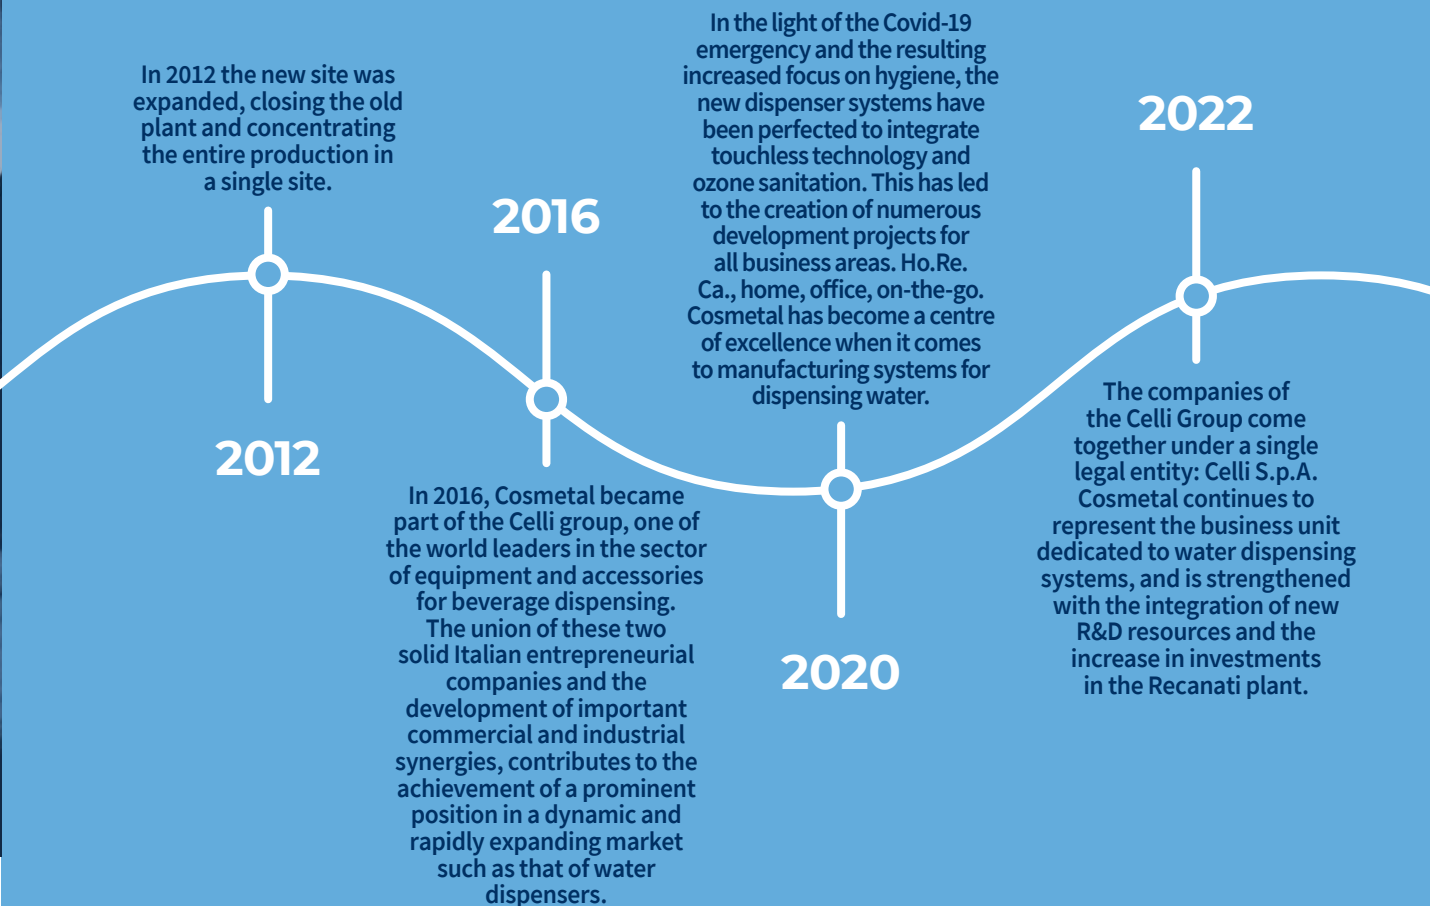 In 2012 the new site was
expanded, closing the old
plant and concentrating
the entire production in
a single site.
2012
2016
In 2016, Cosmetal became
part of the Celli group, one of
the world leaders in the sector
of equipment and accessories
for beverage dispensing.
The union of these two
solid Italian entrepreneurial
companies and the
development of important
commercial and industrial
synergies, contributes to the
achievement of a prominent
position in a dynamic and
rapidly expanding market
such as that of water
dispensers.
In the light of the Covid-19
emergency and the resulting
increased focus on hygiene, the
new dispenser systems have
been perfected to integrate
touchless technology and
ozone sanitation. This has led
to the creation of numerous
development projects for
all business areas. Ho.Re.
Ca., home, office, on-the-go.
Cosmetal has become a centre
of excellence when it comes
to manufacturing systems for
dispensing water.
2020
2022
The companies of
the Celli Group come
together under a single
legal entity: Celli S.p.A.
Cosmetal continues to
represent the business unit
dedicated to water dispensing
systems, and is strengthened
with the integration of new
R&D resources and the
increase in investments
in the Recanati plant.